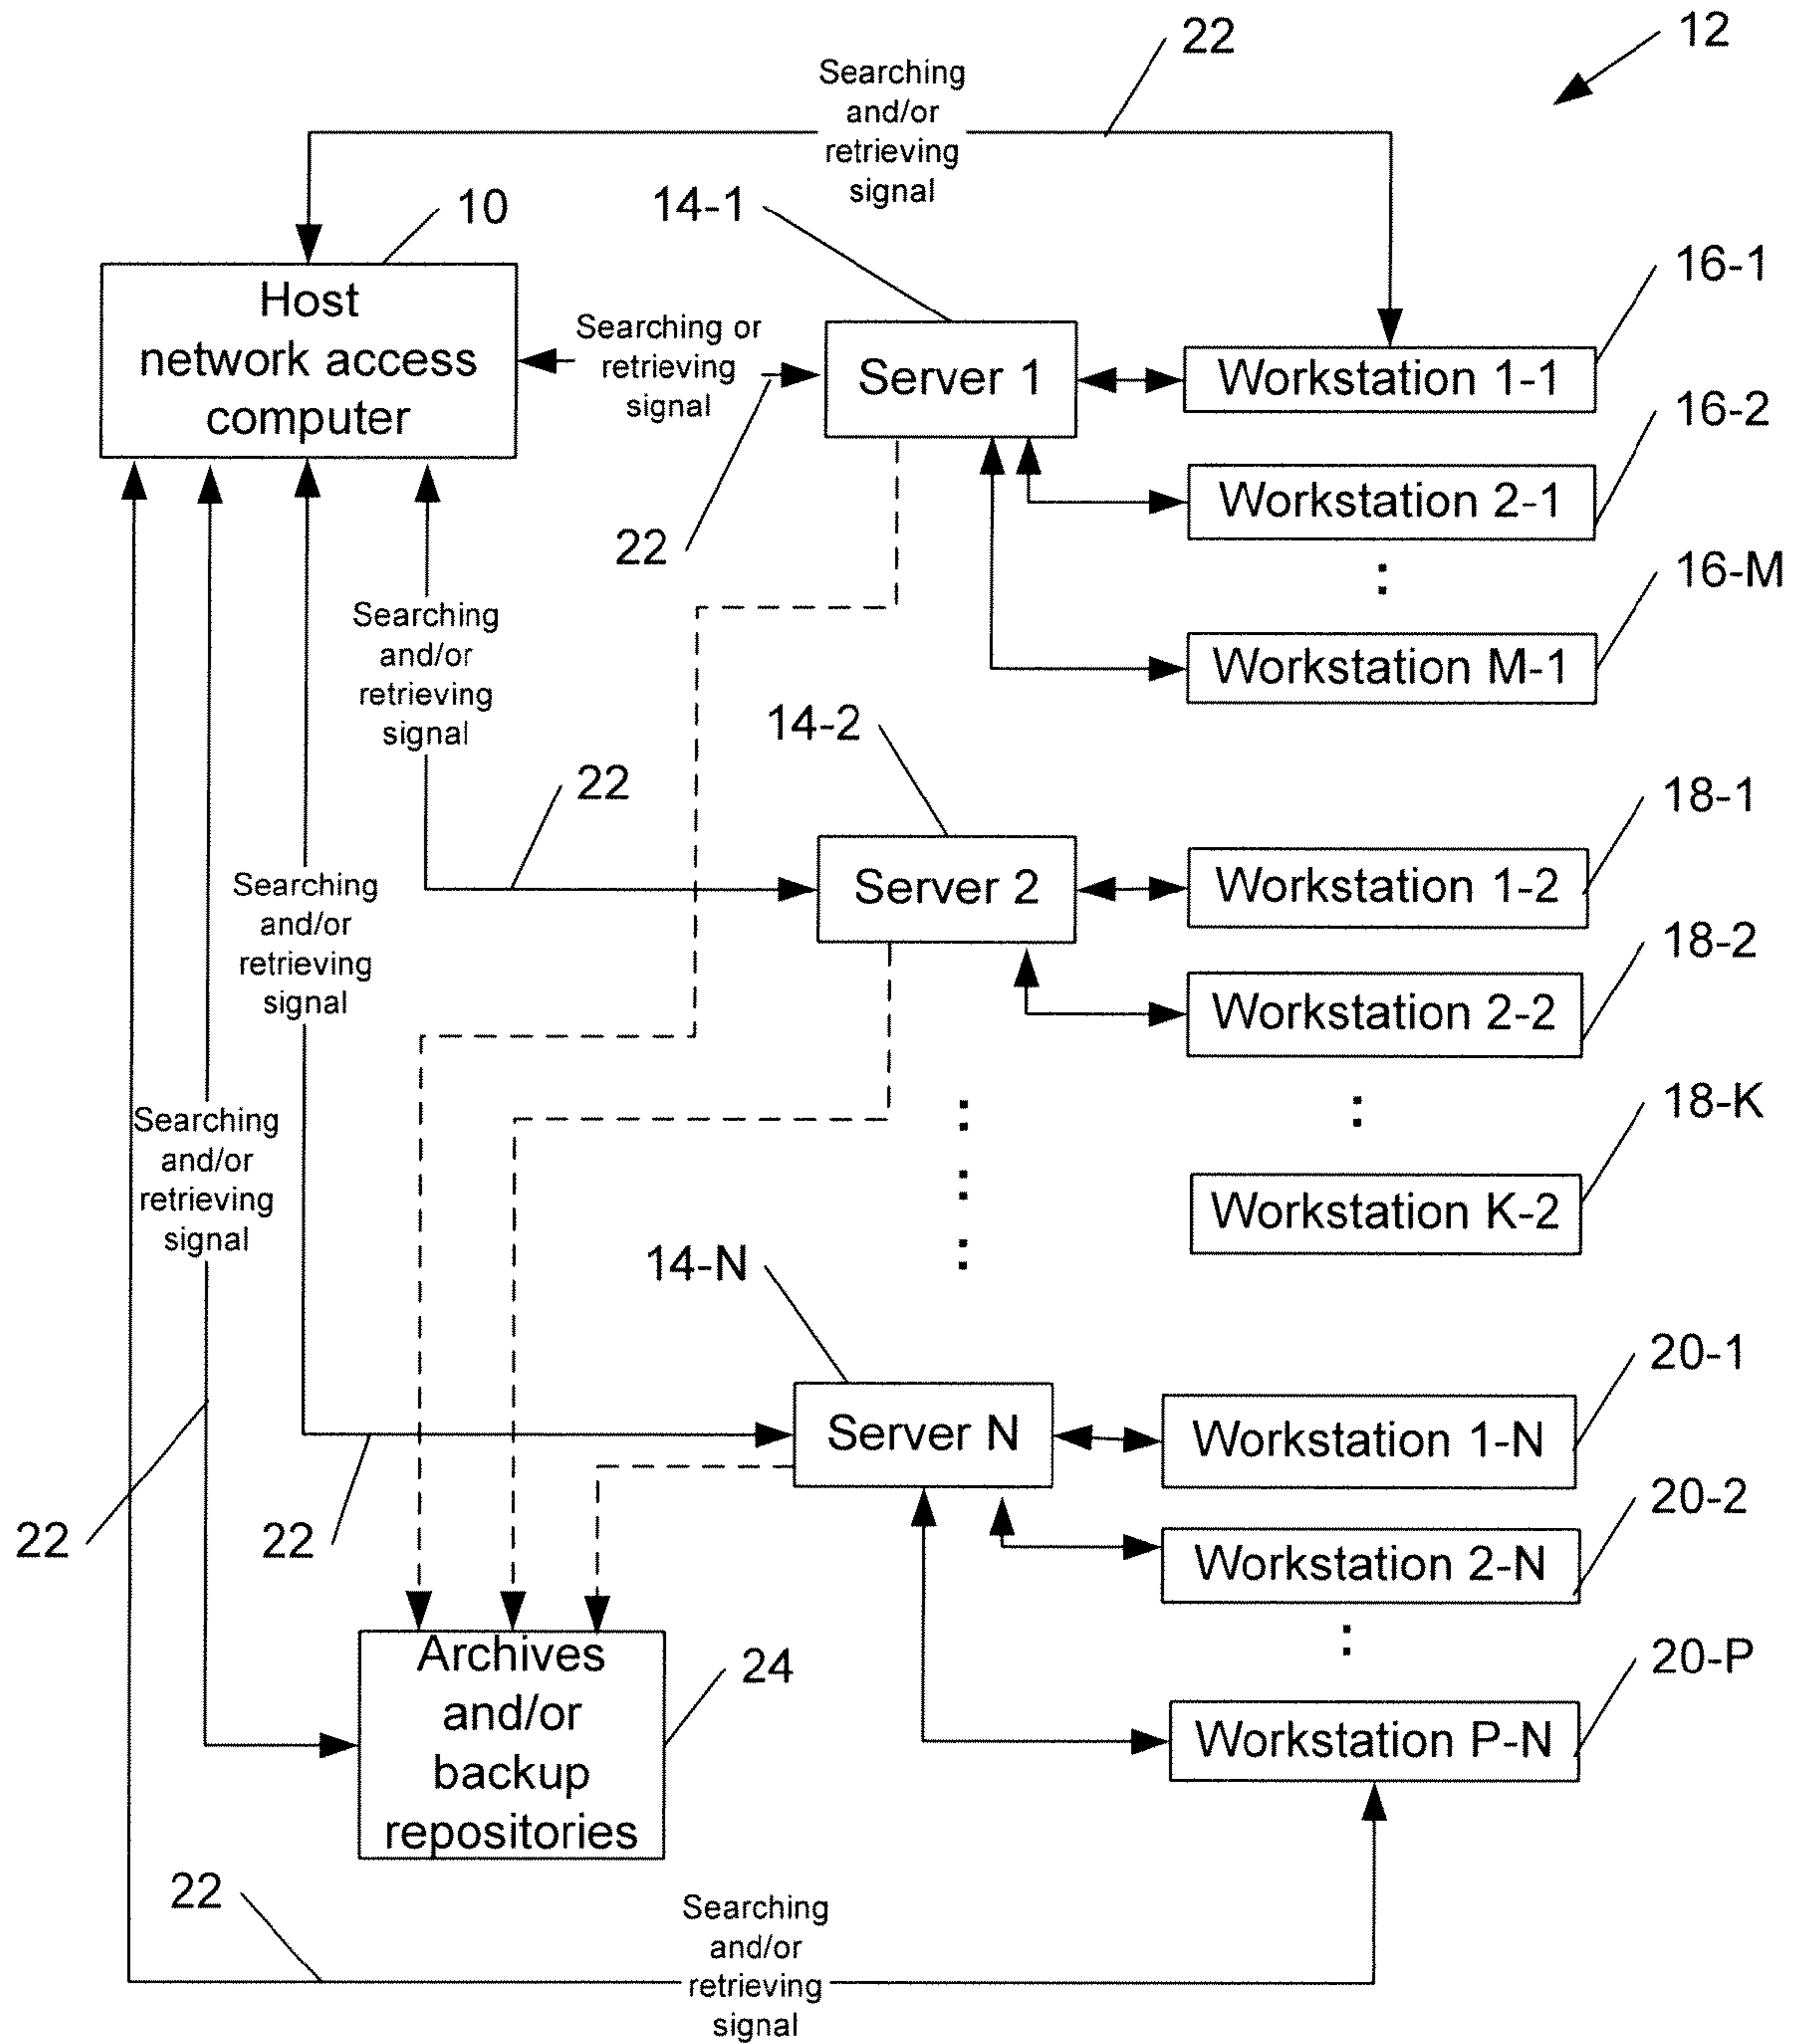 12
22
Searching
and/or
retrieving
signal
10
14-1
16-1
Host
network access
computer
Searching or
retrieving
signal
Server 1
Workstation 1-1
16-2
Workstation 2-1
22
:
16-M
Searching
and/or
retrieving
signal
Workstation M-1
14-2
22
18-1
Server 2
Workstation 1-2
Searching
and/or
retrieving
signal
18-2
Workstation 2-2
:
:
18-K
Searching
and/or
retrieving
signal
:
Workstation K-2
:
14-N
20-1
Server N
Workstation 1-N
20-2
22
22
Workstation 2-N
:
20-P
Archives
and/or
backup
repositories
24
Workstation P-N
22
Searching
and/or
retrieving
signal